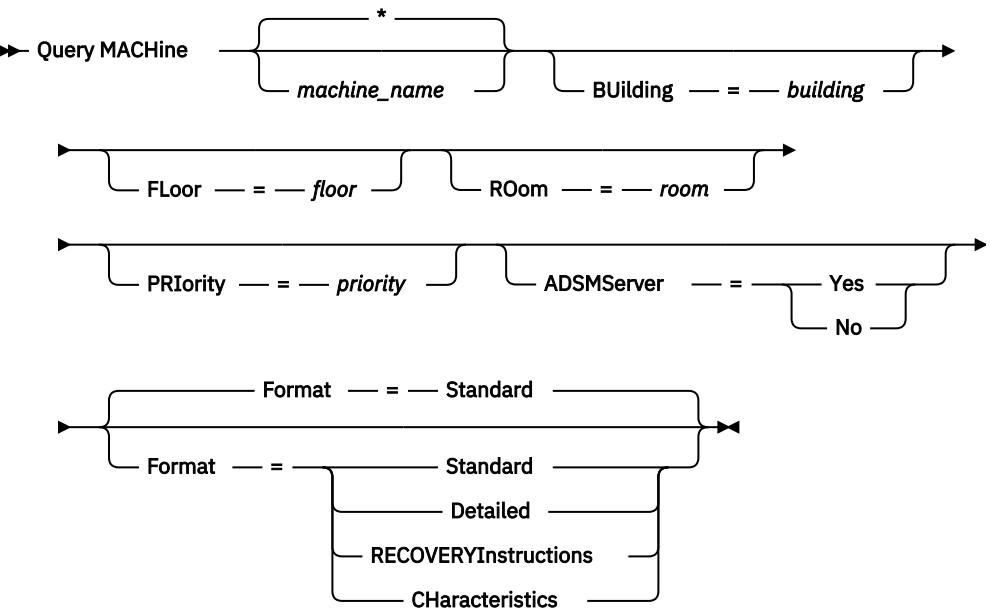 *
Query MACHine
machine_name
BUilding = building
FLoor = floor
ROom = room
PRIority = priority
ADSMServer = Yes
No
Format = Standard
Format = Standard
Detailed
RECOVERYInstructions
CHaracteristics